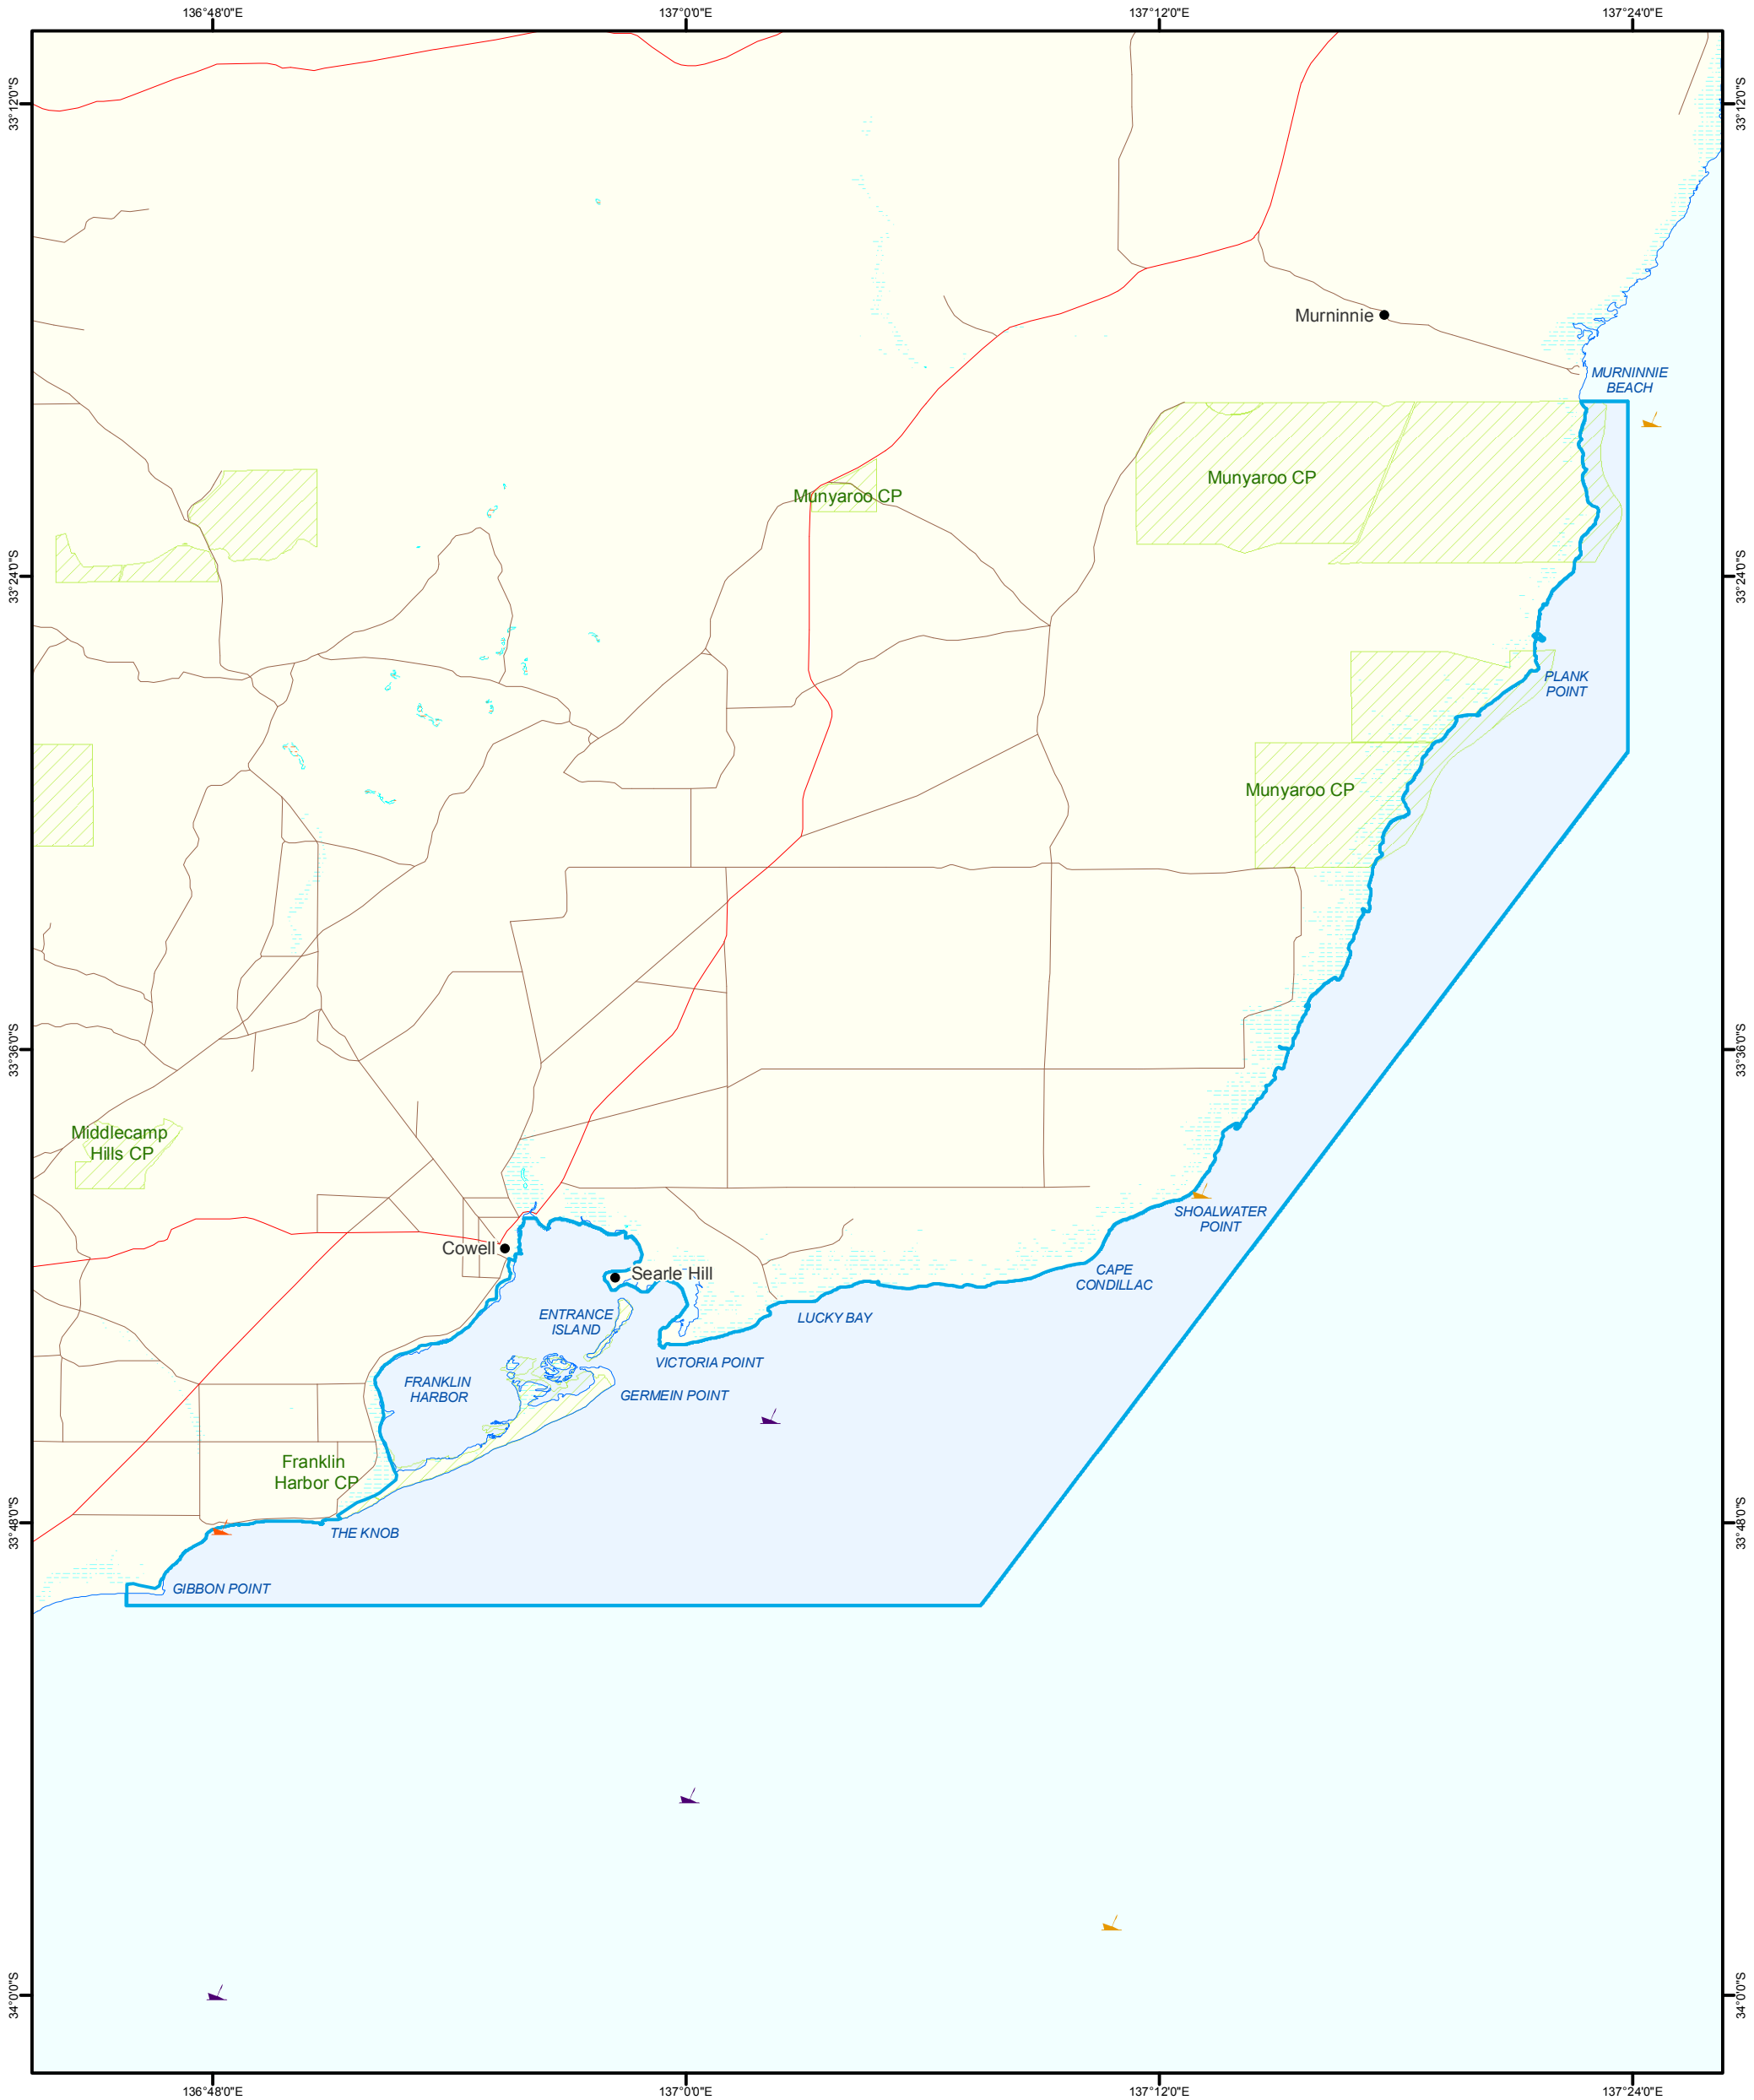 136°48'0"E
137°0'0"E
137°12'0"E
137°24'0"E
33°12'0"S
33°12'0"S
Murninnie
MURNINNIE
BEACH
Munyaroo CP
Munyaroo CP
33°24'0"S
33°24'0"S
PLANK
POINT
Munyaroo CP
33°36'0"S
33°36'0"S
Middlecamp
Hills CP
SHOALWATER
POINT
Cowell
Searle Hill
CAPE
CONDILLAC
ENTRANCE
ISLAND
LUCKY BAY
VICTORIA POINT
FRANKLIN
HARBOR
GERMEIN POINT
Franklin
Harbor CP
33°48'0"S
33°48'0"S
THE KNOB
GIBBON POINT
34°0'0"S
34°0'0"S
136°48'0"E
137°0'0"E
137°12'0"E
137°24'0"E